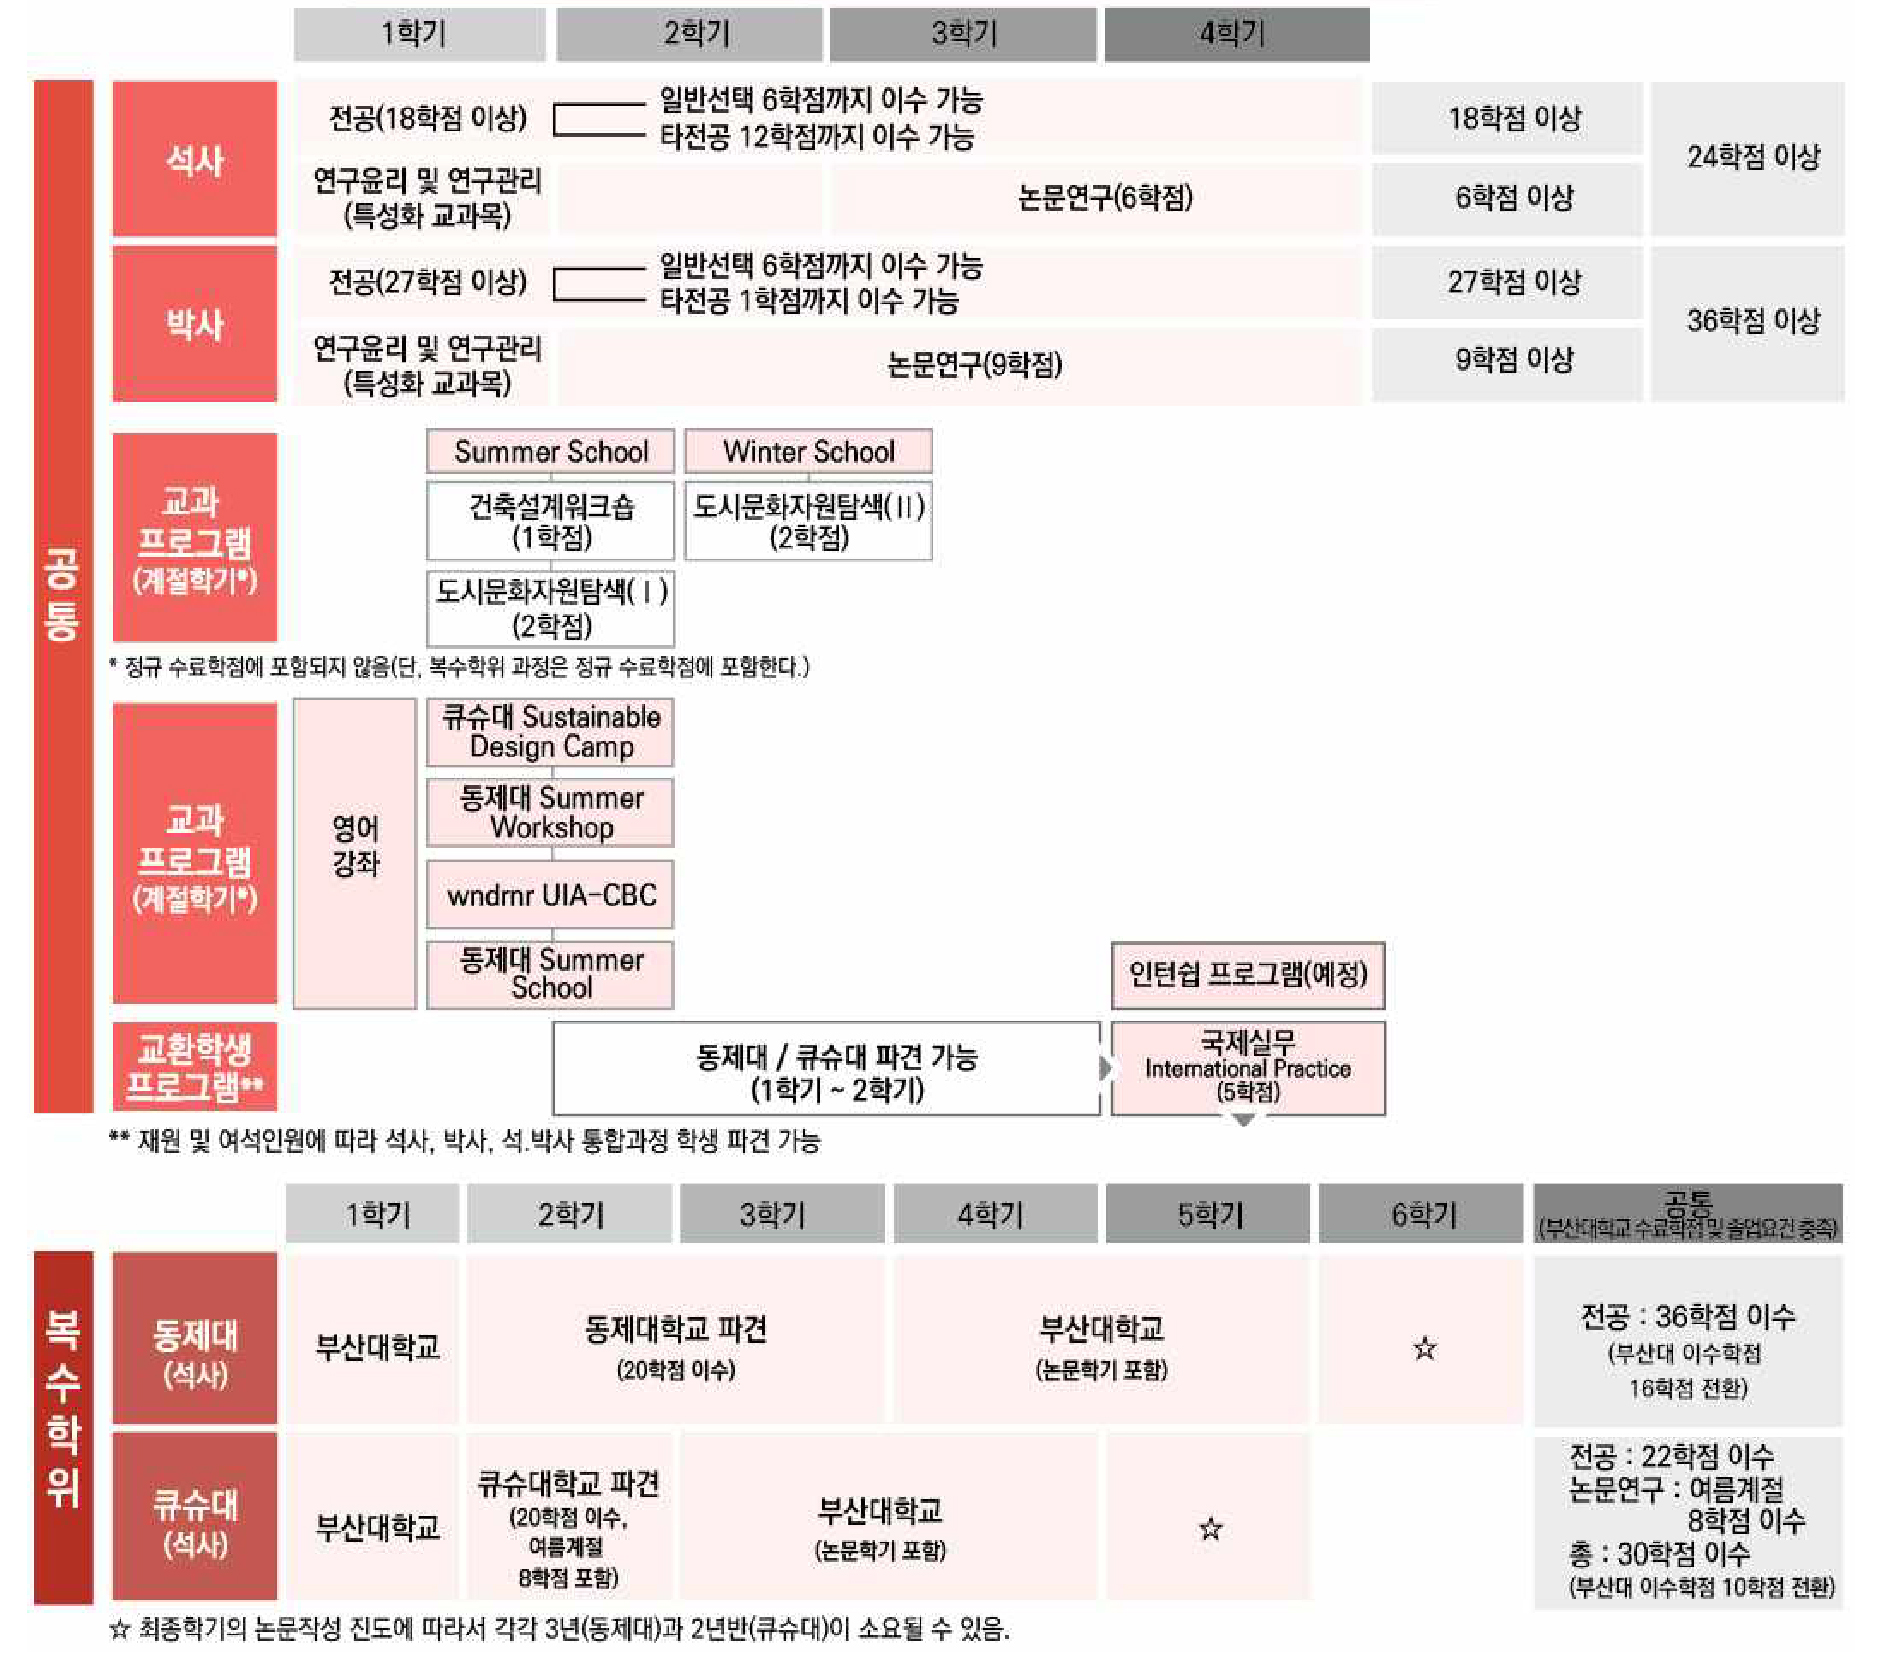 1학기 2학기 3학기 4학기
공통
석사
전공(18학점 이상)
일반선택 6학점까지 이수 가능
타전공 12학점까지 이수 가능
18학점 이상
24학점 이상
연구윤리 및 연구관리
(특성화 교과목)
논문연구(6학점)
6학점 이상
박사
전공(27학점 이상)
일반선택 6학점까지 이수 가능
타전공 1학점까지 이수 가능
27학점 이상
36학점 이상
연구윤리 및 연구관리
(특성화 교과목)
논문연구(9학점)
9학점 이상
교과
프로그램
(계절학기*)
Summer School
건축설계워크숍
(1학점)
도시문화자원탐색(Ⅰ)
(2학점)
Winter School
도시문화자원탐색(Ⅱ)
(2학점)
* 정규 수료학점에 포함되지 않음(단, 복수학위 과정은 정규 수료학점에 포함한다.)
교과
프로그램
(계절학기*)
영어
강좌
큐슈대 Sustainable
Design Camp
동제대 Summer
Workshop
wndrnr UIA-CBC
동제대 Summer
School
인턴쉽 프로그램(예정)
교환학생
프로그램**
동제대 / 큐슈대 파견 가능
(1학기 ~ 2학기)
국제실무
International Practice
(5학점)
** 재원 및 여석인원에 따라 석사, 박사, 석.박사 통합과정 학생 파견 가능
1학기 2학기 3학기 4학기 5학기 6학기
공통
(부산대학교 수료학점 및 졸업요건 충족)
복수학위
동제대
(석사)
부산대학교
동제대학교 파견
(20학점 이수)
부산대학교
(논문학기 포함)
☆
전공 : 36학점 이수
(부산대 이수학점
16학점 전환)
큐슈대
(석사)
부산대학교
큐슈대학교 파견
(20학점 이수,
여름계절
8학점 포함)
부산대학교
(논문학기 포함)
☆
전공 : 22학점 이수
논문연구 : 여름계절
8학점 이수
총 : 30학점 이수
(부산대 이수학점 10학점 전환)
☆ 최종학기의 논문작성 진도에 따라서 각각 3년(동제대)과 2년반(큐슈대)이 소요될 수 있음.